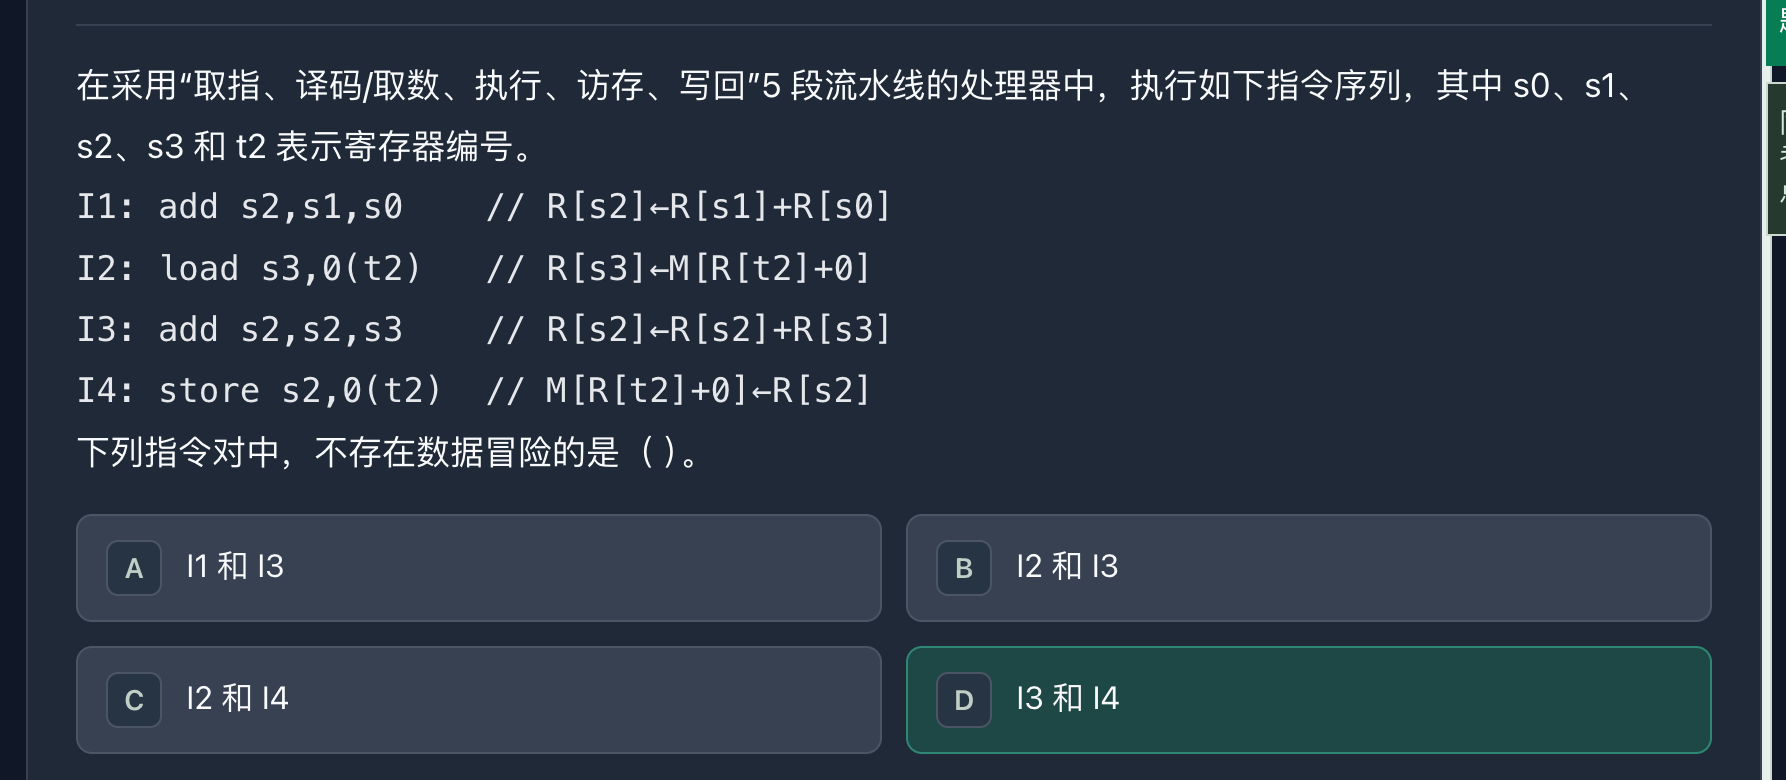 在采用“取指、译码/取数、执行、访存、写回”5 段流水线的处理器中，执行如下指令序列，其中 s0、s1、
s2、s3 和 t2 表示寄存器编号。
I1: add s2,s1,s0    // R[s2]←R[s1]+R[s0]
I2: load s3,0(t2)   // R[s3]←M[R[t2]+0]
I3: add s2,s2,s3    // R[s2]←R[s2]+R[s3]
I4: store s2,0(t2)  // M[R[t2]+0]←R[s2]
下列指令对中，不存在数据冒险的是（）。
A I1 和 I3
B I2 和 I3
C I2 和 I4
D I3 和 I4